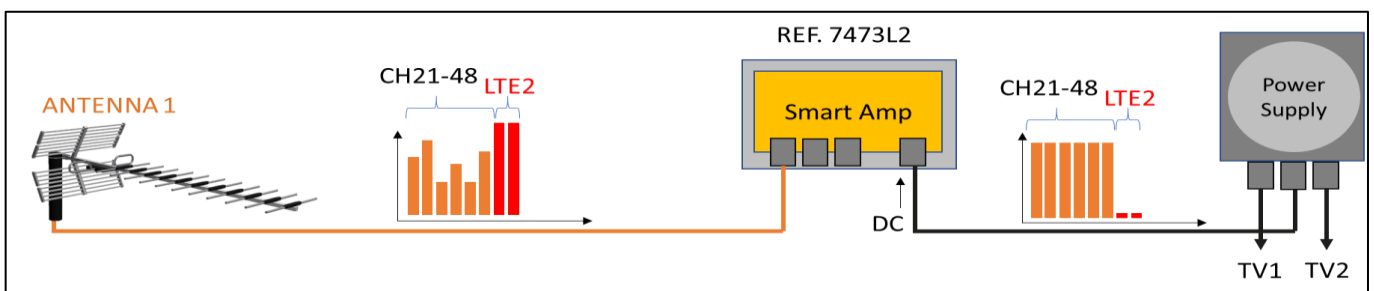 ANTENNA 1
CH21-48
LTE2
REF. 7473L2
Smart Amp
DC
CH21-48
LTE2
Power
Supply
TV1
TV2